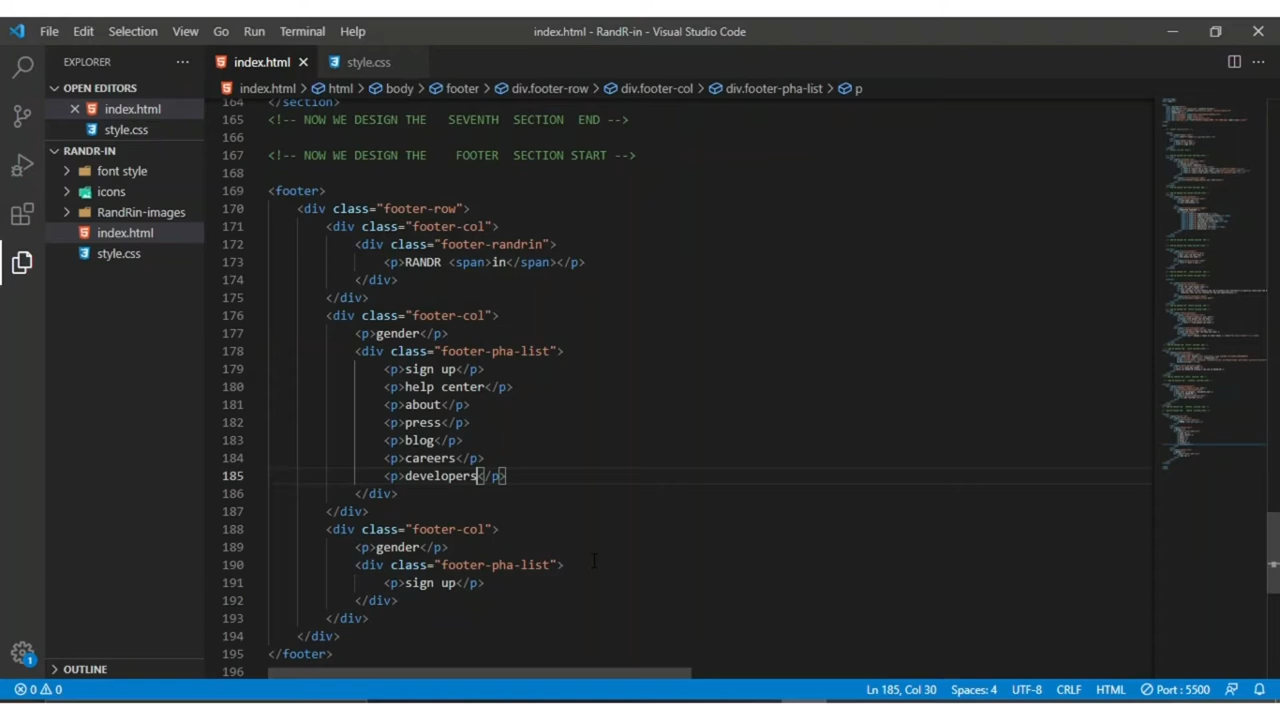 File Edit Selection View Go Run Terminal Help
index.html - RandR-in - Visual Studio Code
EXPLORER
OPEN EDITORS
index.html
style.css
RANDR-IN
font style
icons
RandRin-images
index.html
style.css
OUTLINE
1
index.html style.css
index.html > html > body > footer > div.footer-row > div.footer-col > div.footer-pha-list > p
164 </section>
165 <!-- NOW WE DESIGN THE    SEVENTH  SECTION  END -->
166
167 <!-- NOW WE DESIGN THE    FOOTER  SECTION START -->
168
169 <footer>
170     <div class="footer-row">
171         <div class="footer-col">
172             <div class="footer-randrin">
173                 <p>RANDR <span>in</span></p>
174             </div>
175         </div>
176         <div class="footer-col">
177             <p>gender</p>
178             <div class="footer-pha-list">
179                 <p>sign up</p>
180                 <p>help center</p>
181                 <p>about</p>
182                 <p>press</p>
183                 <p>blog</p>
184                 <p>careers</p>
185                 <p>developers</p>
186             </div>
187         </div>
188         <div class="footer-col">
189             <p>gender</p>
190             <div class="footer-pha-list">
191                 <p>sign up</p>
192             </div>
193         </div>
194     </div>
195 </footer>
196
0 0 Ln 185, Col 30 Spaces: 4 UTF-8 CRLF HTML Port : 5500